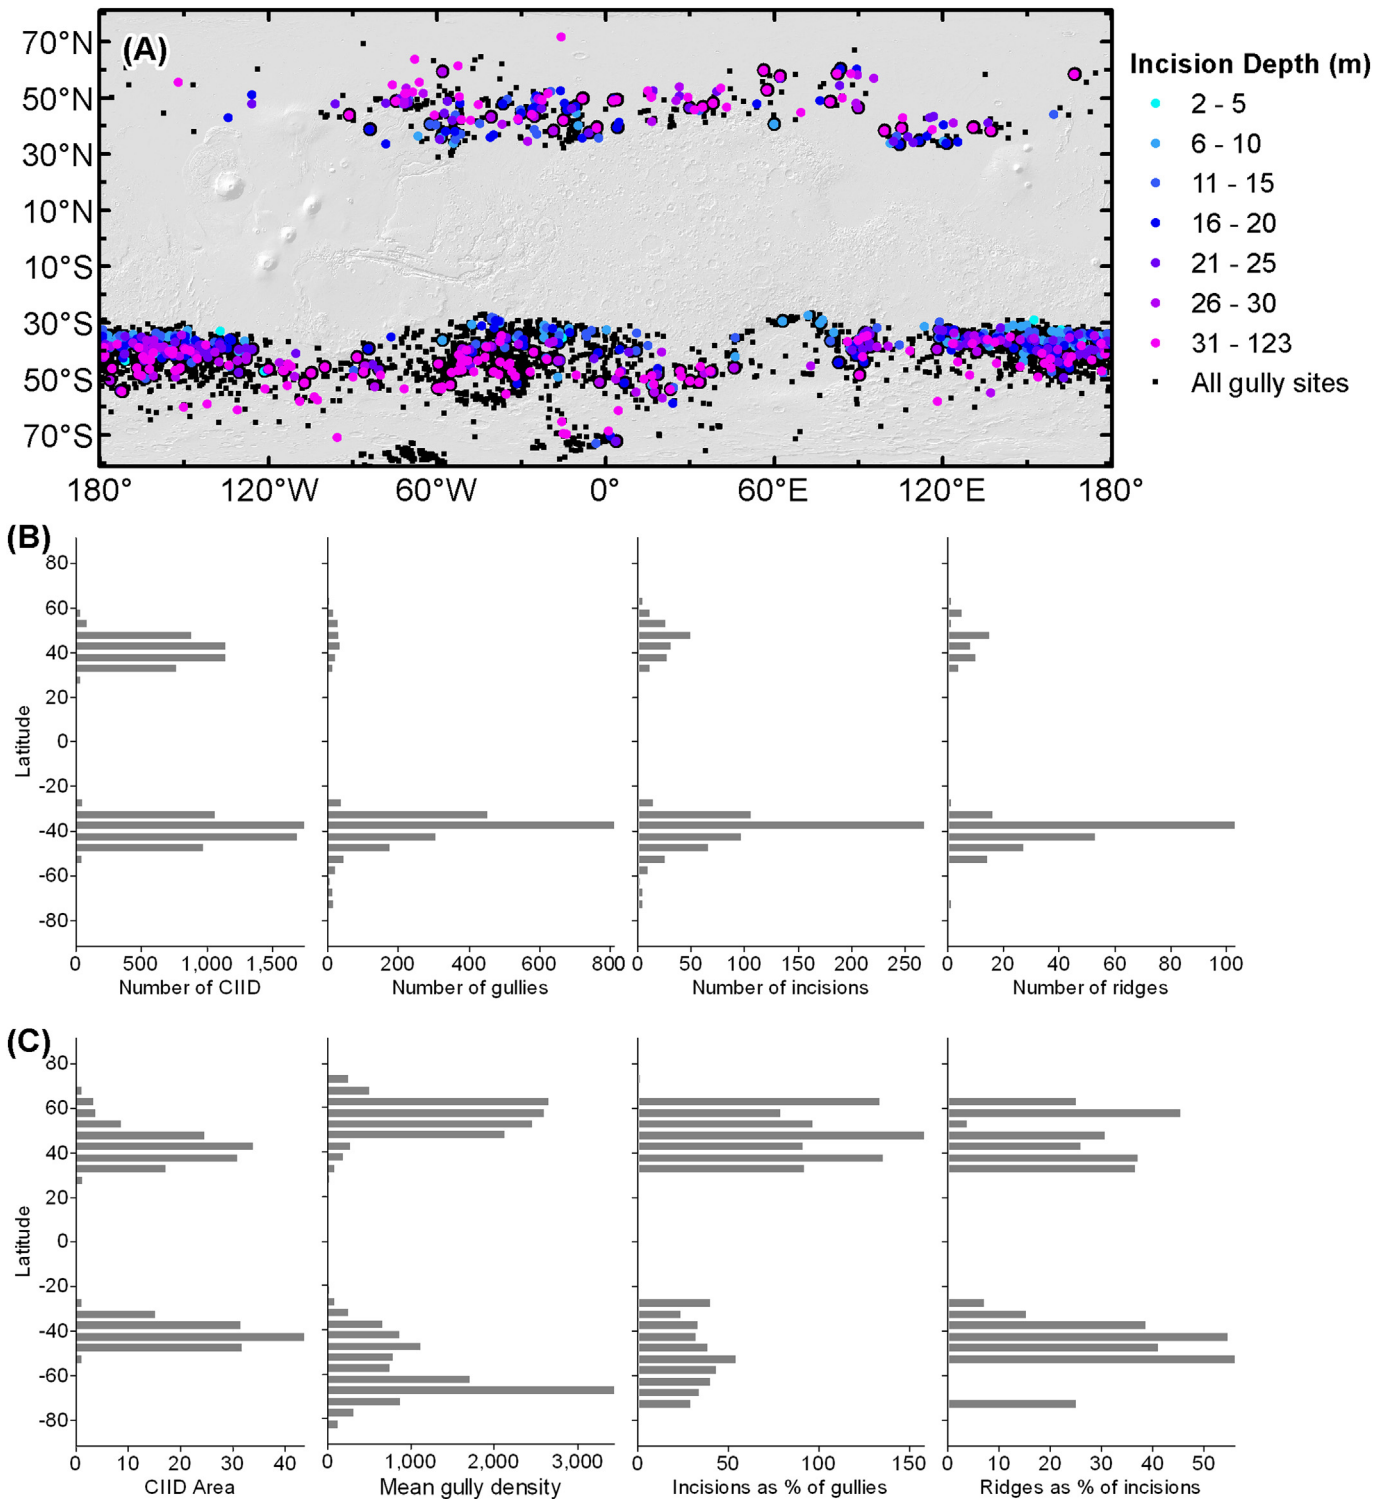 (A)
70°N
50°N
30°N
10°N
10°S
30°S
50°S
70°S
180°
120°W
60°W
0°
60°E
120°E
180°
Incision Depth (m)
2 - 5
6 - 10
11 - 15
16 - 20
21 - 25
26 - 30
31 - 123
All gully sites
(B)
Latitude
80
60
40
20
0
-20
-40
-60
-80
0 500 1,000 1,500
Number of CIID
0 200 400 600 800
Number of gullies
0 50 100 150 200 250
Number of incisions
0 20 40 60 80 100
Number of ridges
(C)
Latitude
80
60
40
20
0
-20
-40
-60
-80
0 10 20 30 40
CIID Area
0 1,000 2,000 3,000
Mean gully density
0 50 100 150
Incisions as % of gullies
0 10 20 30 40 50
Ridges as % of incisions